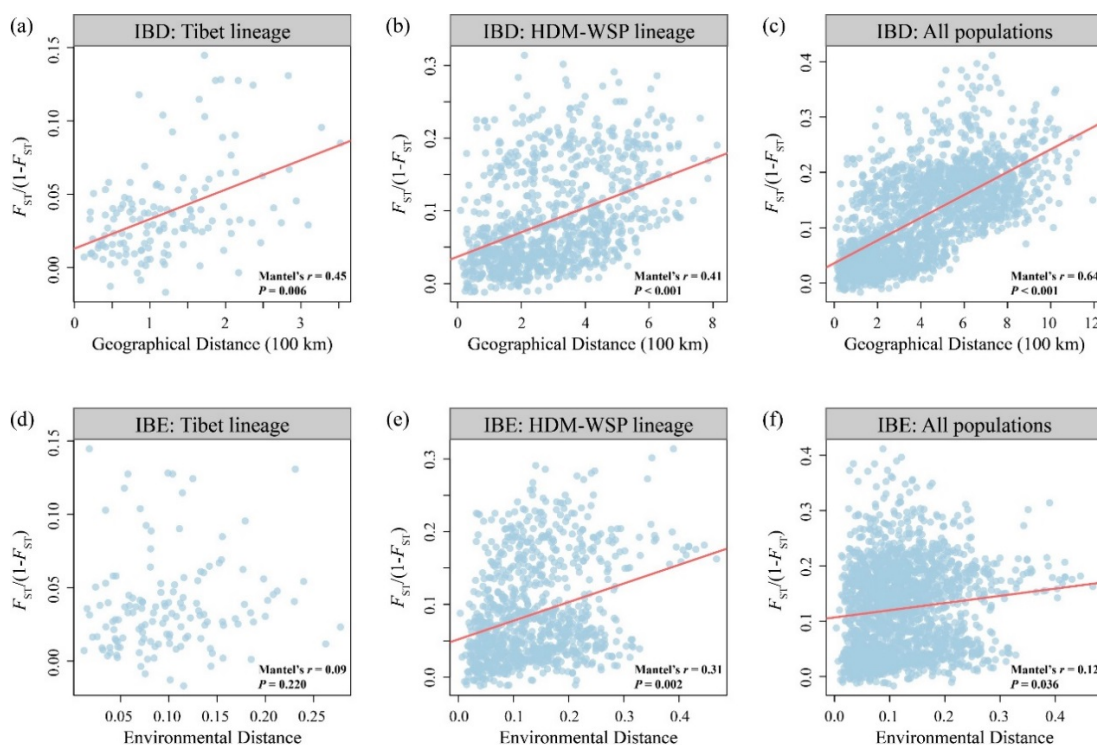 (a)
IBD: Tibet lineage
0.15
0.10
0.05
0.00
FST/(1-FST)
Mantel's r = 0.45
P = 0.006
0 1 2 3
Geographical Distance (100 km)
(b)
IBD: HDM-WSP lineage
0.3
0.2
0.1
0.0
FST/(1-FST)
Mantel's r = 0.41
P < 0.001
0 2 4 6 8
Geographical Distance (100 km)
(c)
IBD: All populations
0.4
0.3
0.2
0.1
0.0
FST/(1-FST)
Mantel's r = 0.64
P < 0.001
0 2 4 6 8 10 12
Geographical Distance (100 km)
(d)
IBE: Tibet lineage
0.15
0.10
0.05
0.00
FST/(1-FST)
Mantel's r = 0.09
P = 0.220
0.05 0.10 0.15 0.20 0.25
Environmental Distance
(e)
IBE: HDM-WSP lineage
0.3
0.2
0.1
0.0
FST/(1-FST)
Mantel's r = 0.31
P = 0.002
0.0 0.1 0.2 0.3 0.4
Environmental Distance
(f)
IBE: All populations
0.4
0.3
0.2
0.1
0.0
FST/(1-FST)
Mantel's r = 0.12
P = 0.036
0.0 0.1 0.2 0.3 0.4
Environmental Distance